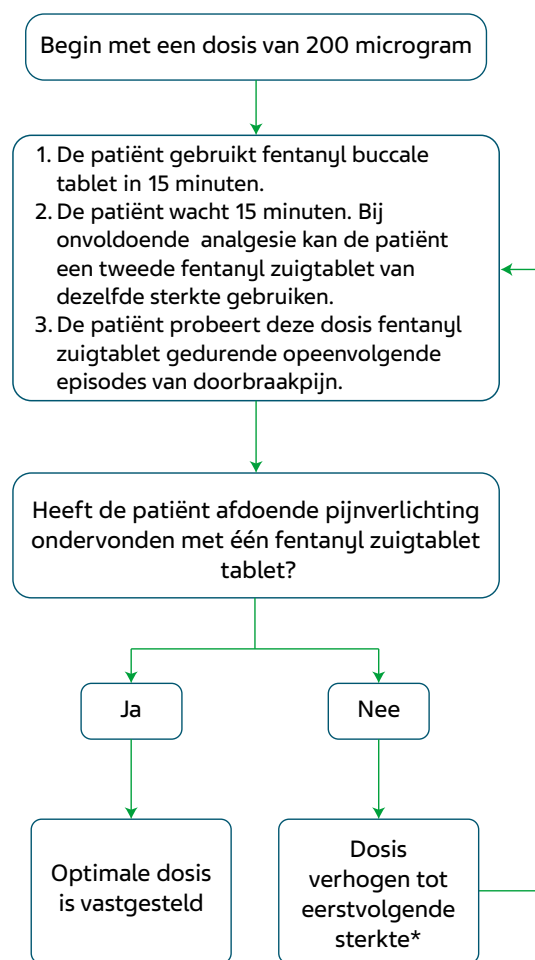 Begin met een dosis van 200 microgram
1. De patiënt gebruikt fentanyl buccale
tablet in 15 minuten.
2. De patiënt wacht 15 minuten. Bij
onvoldoende analgesie kan de patiënt
een tweede fentanyl zuigtablet van
dezelfde sterkte gebruiken.
3. De patiënt probeert deze dosis fentanyl
zuigtablet gedurende opeenvolgende
episodes van doorbraakpijn.
Heeft de patiënt afdoende pijnverlichting
ondervonden met één fentanyl zuigtablet
tablet?
Ja
Nee
Optimale dosis
is vastgesteld
Dosis
verhogen tot
eerstvolgende
sterkte*